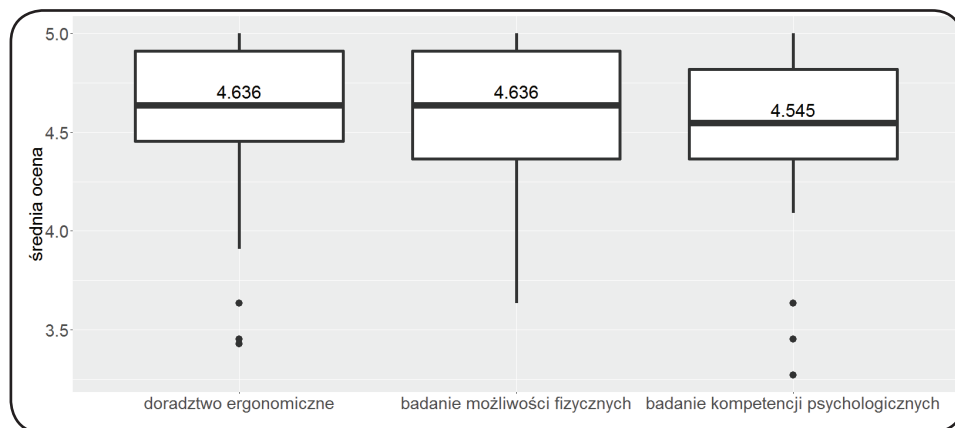 średnia ocena
5.0
4.5
4.0
3.5
4.636
4.636
4.545
doradztwo ergonomiczne
badanie możliwości fizycznych
badanie kompetencji psychologicznych